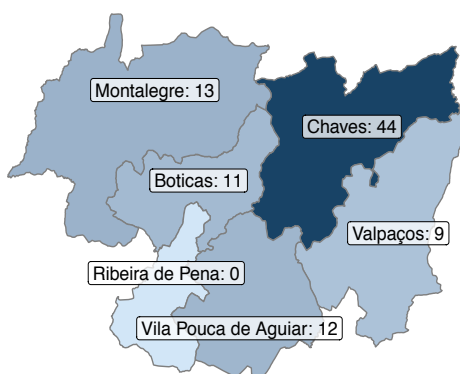 Montalegre: 13
Chaves: 44
Boticas: 11
Valpaços: 9
Ribeira de Pena: 0
Vila Pouca de Aguiar: 12